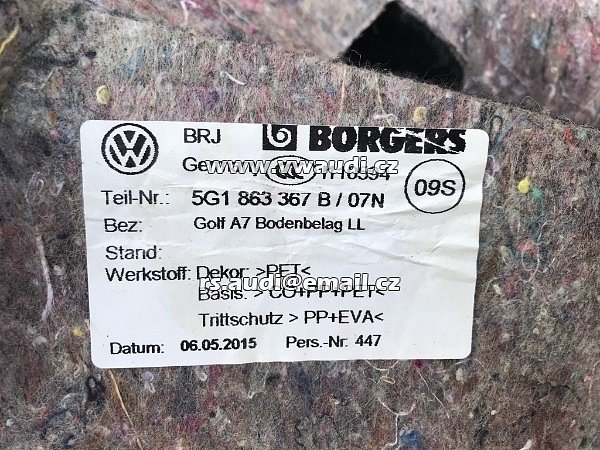 BRJ BORGERS
www.vwaudi.cz
09S
Teil-Nr.: 5G1 863 367 B / 07N
Bez: Golf A7 Bodenbelag LL
Stand:
Werkstoff: Dekor: >PET<
rs.audi@email.cz
Basis: >CO+PP+PET<
Trittschutz > PP+EVA<
Datum: 06.05.2015 Pers.-Nr: 447